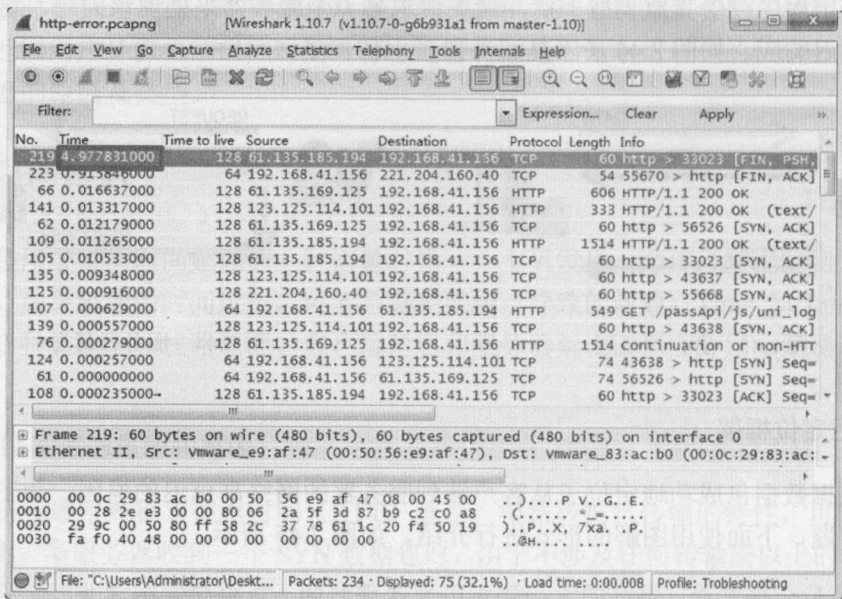 http-error.pcapng [Wireshark 1.10.7 (v1.10.7-0-g6b931a1 from master-1.10)]
File Edit View Go Capture Analyze Statistics Telephony Tools Internals Help
Filter: Expression... Clear Apply »
No. Time Time to live Source Destination Protocol Length Info
219 4.977831000 128 61.135.185.194 192.168.41.156 TCP 60 http > 33023 [FIN, PSH,
223 0.915846000 64 192.168.41.156 221.204.160.40 TCP 54 55670 > http [FIN, ACK]
66 0.016637000 128 61.135.169.125 192.168.41.156 HTTP 606 HTTP/1.1 200 OK
141 0.013317000 128 123.125.114.101 192.168.41.156 HTTP 333 HTTP/1.1 200 OK (text/
62 0.012179000 128 61.135.169.125 192.168.41.156 TCP 60 http > 56526 [SYN, ACK]
109 0.011265000 128 61.135.185.194 192.168.41.156 HTTP 1514 HTTP/1.1 200 OK (text/
105 0.010533000 128 61.135.185.194 192.168.41.156 TCP 60 http > 33023 [SYN, ACK]
135 0.009348000 128 123.125.114.101 192.168.41.156 TCP 60 http > 43637 [SYN, ACK]
125 0.000916000 128 221.204.160.40 192.168.41.156 TCP 60 http > 55668 [SYN, ACK]
107 0.000629000 64 192.168.41.156 61.135.185.194 HTTP 549 GET /passApi/js/uni_log
139 0.000557000 128 123.125.114.101 192.168.41.156 TCP 60 http > 43638 [SYN, ACK]
76 0.000279000 128 61.135.169.125 192.168.41.156 HTTP 1514 Continuation or non-HTT
124 0.000257000 64 192.168.41.156 123.125.114.101 TCP 74 43638 > http [SYN] Seq=
61 0.000000000 64 192.168.41.156 61.135.169.125 TCP 74 56526 > http [SYN] Seq=
108 0.000235000 128 61.135.185.194 192.168.41.156 TCP 60 http > 33023 [ACK] Seq=
Frame 219: 60 bytes on wire (480 bits), 60 bytes captured (480 bits) on interface 0
Ethernet II, Src: Vmware_e9:af:47 (00:50:56:e9:af:47), Dst: Vmware_83:ac:b0 (00:0c:29:83:ac:
0000 00 0c 29 83 ac b0 00 50 56 e9 af 47 08 00 45 00 ..)....P V..G..E.
0010 00 28 2e e3 00 00 80 06 2a 5f 3d 87 b9 c2 c0 a8 .(...... *_=.....
0020 29 9c 00 50 80 ff 58 2c 37 78 61 1c 20 f4 50 19 )..P..X, 7xa. .P.
0030 fa f0 40 48 00 00 00 00 00 00 00 00 ..@H.... ....
File: "C:\Users\Administrator\Deskt... Packets: 234 · Displayed: 75 (32.1%) · Load time: 0:00.008 Profile: Trobleshooting